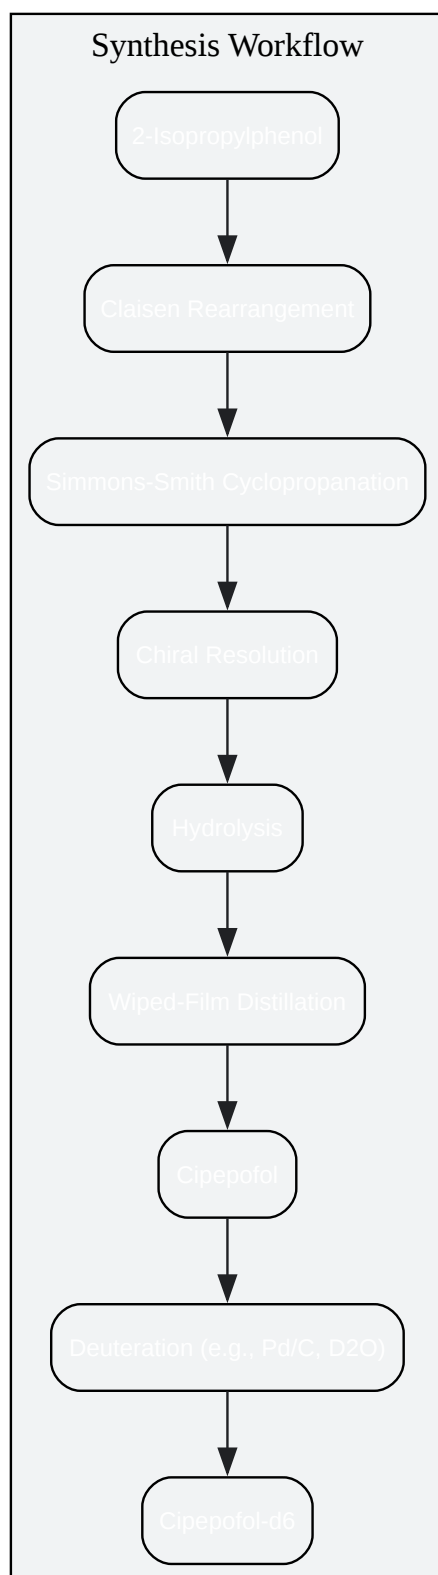 Synthesis Workflow
2-Isopropylphenol
Claisen Rearrangement
Simmons-Smith Cyclopropanation
Chiral Resolution
Hydrolysis
Wiped-Film Distillation
Cipepofol
Deuteration (e.g., Pd/C, D2O)
Cipepofol-d6